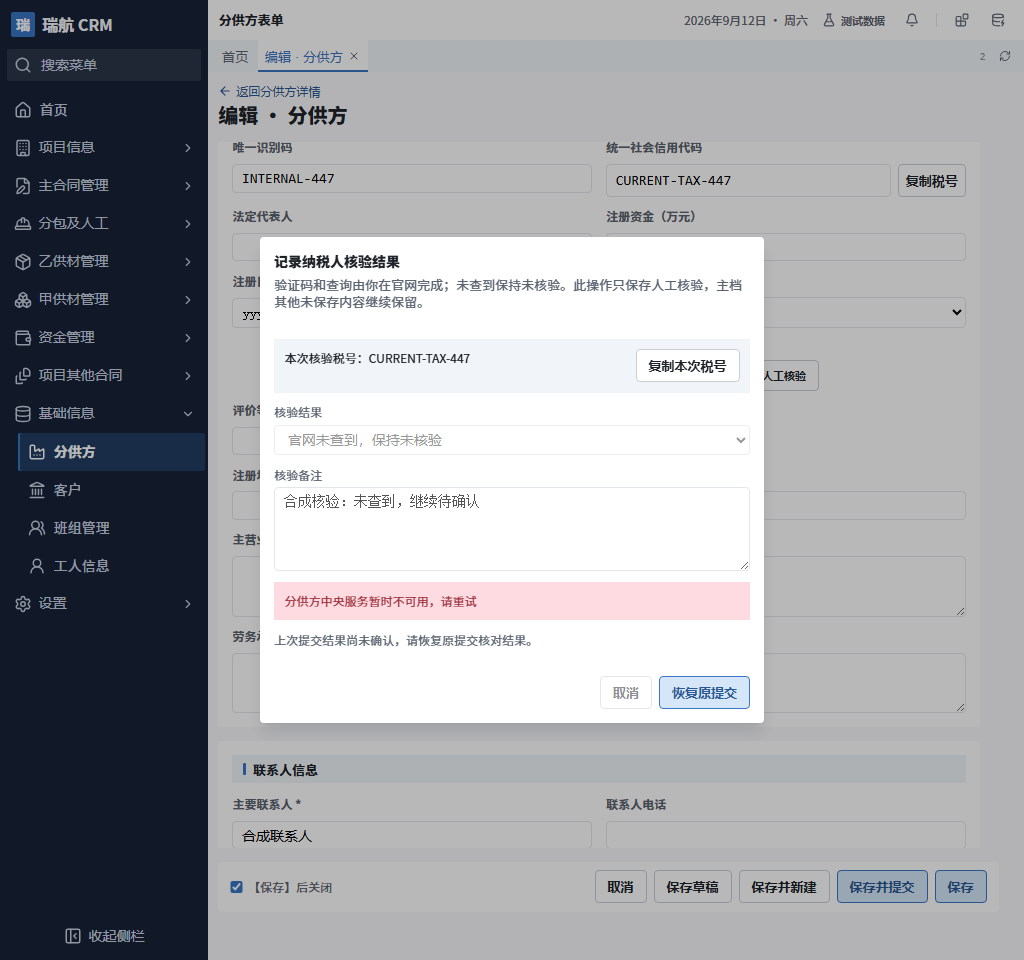 瑞 瑞航 CRM
搜索菜单
首页
项目信息
主合同管理
分包及人工
乙供材管理
甲供材管理
资金管理
项目其他合同
基础信息
分供方
客户
班组管理
工人信息
设置
收起侧栏
分供方表单
2026年9月12日 • 周六
测试数据
首页
编辑 · 分供方
2
返回分供方详情
编辑 • 分供方
唯一识别码
统一社会信用代码
INTERNAL-447
CURRENT-TAX-447
复制税号
法定代表人
注册资金（万元）
人工核验
记录纳税人核验结果
验证码和查询由你在官网完成；未查到保持未核验。此操作只保存人工核验，主档
其他未保存内容继续保留。
本次核验税号：CURRENT-TAX-447
复制本次税号
核验结果
官网未查到，保持未核验
核验备注
合成核验：未查到，继续待确认
分供方中央服务暂时不可用，请重试
上次提交结果尚未确认，请恢复原提交核对结果。
取消
恢复原提交
联系人信息
主要联系人 *
联系人电话
合成联系人
【保存】后关闭
取消
保存草稿
保存并新建
保存并提交
保存